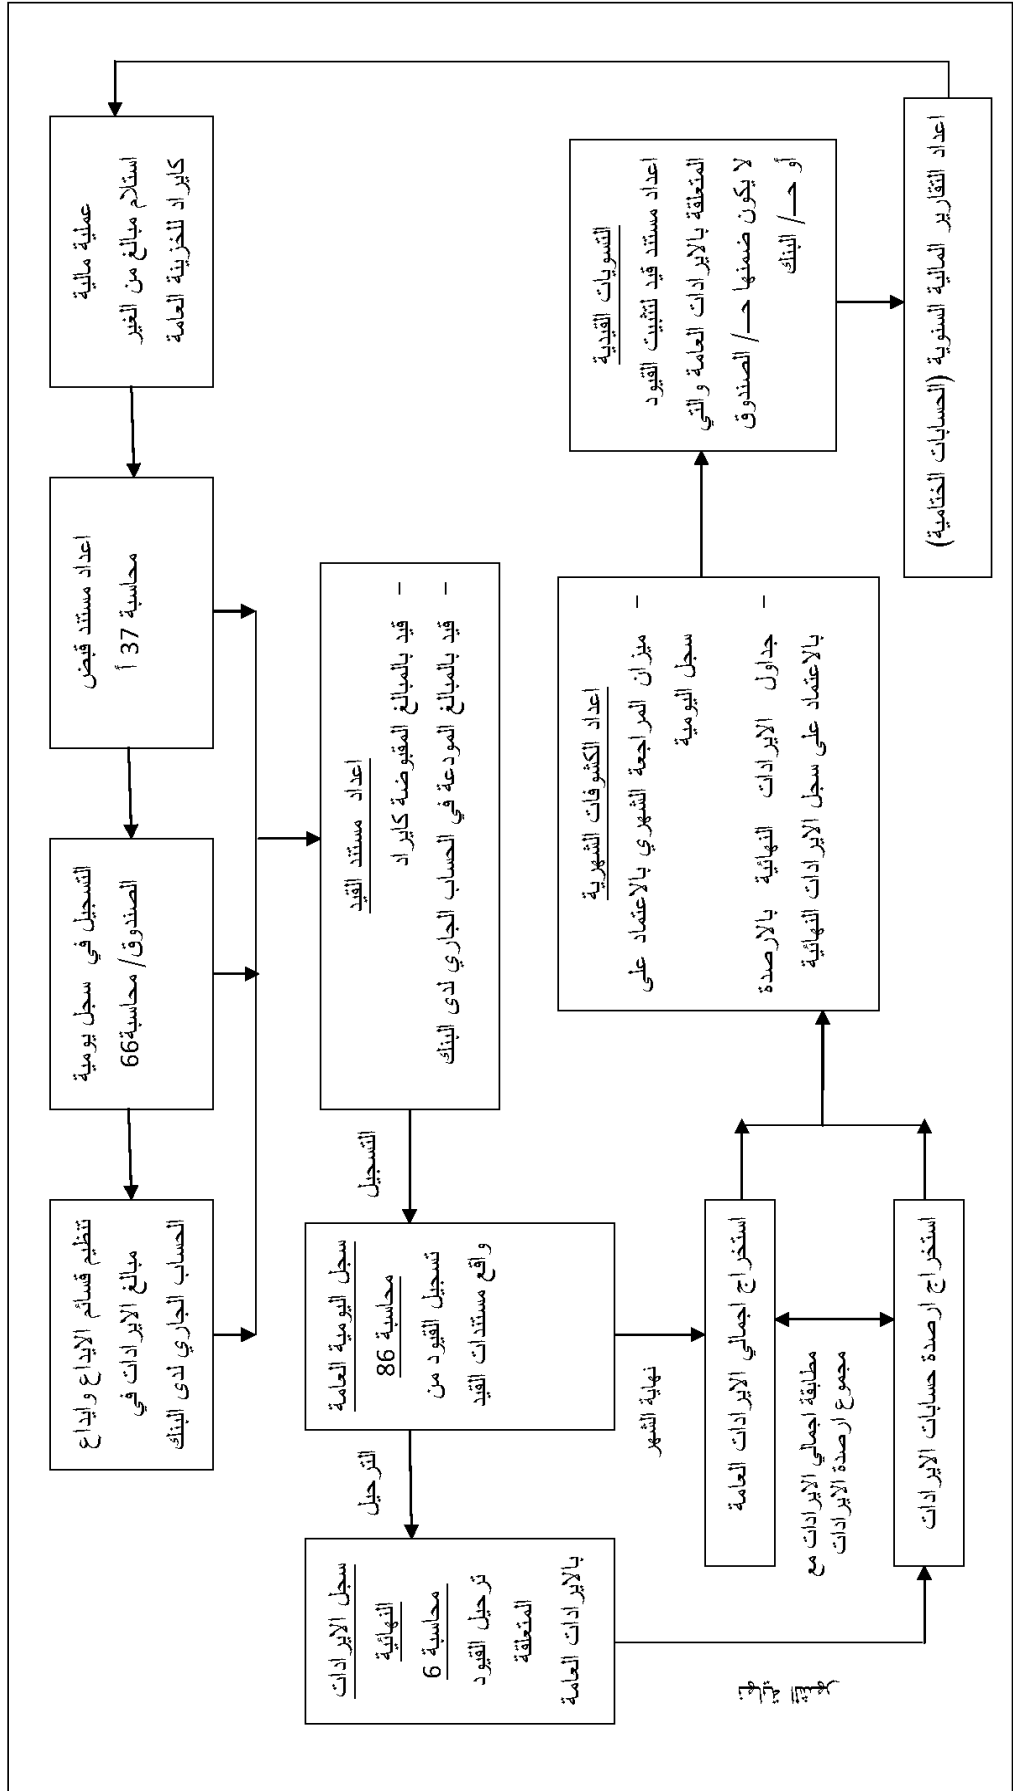 عملية مالية
استلام مبالغ من الغير
كايراد للخزينة العامة
اعداد مستند قبض
محاسبة 37 أ
التسجيل في سجل يومية
الصندوق/ محاسبة66
تنظيم قسائم الايداع وايداع
مبالغ الايرادات في
الحساب الجاري لدى البنك
اعداد مستند القيد
- قيد بالمبالغ المقبوضة كايراد
- قيد بالمبالغ المودعة في الحساب الجاري لدى البنك
التسجيل
سجل اليومية العامة
محاسبة 86
تسجيل القيود من
واقع مستندات القيد
الترحيل
سجل الايرادات
النهائية
محاسبة 6
ترحيل القيود
المتعلقة
بالايرادات العامة
نهاية الشهر
استخراج اجمالي الايرادات العامة
مطابقة اجمالي الايرادات مع
مجموع ارصدة الايرادات
استخراج ارصدة حسابات الايرادات
اعداد الكشوفات الشهرية
- ميزان المراجعة الشهري بالاعتماد على
سجل اليومية
- جداول الايرادات النهائية بالارصدة
بالاعتماد على سجل الايرادات النهائية
التسويات القيدية
اعداد مستند قيد لتثبيت القيود
المتعلقة بالايرادات العامة والتي
لا يكون ضمنها حـ/ الصندوق
أو حـ/ البنك
اعداد التقارير المالية السنوية (الحسابات الختامية)